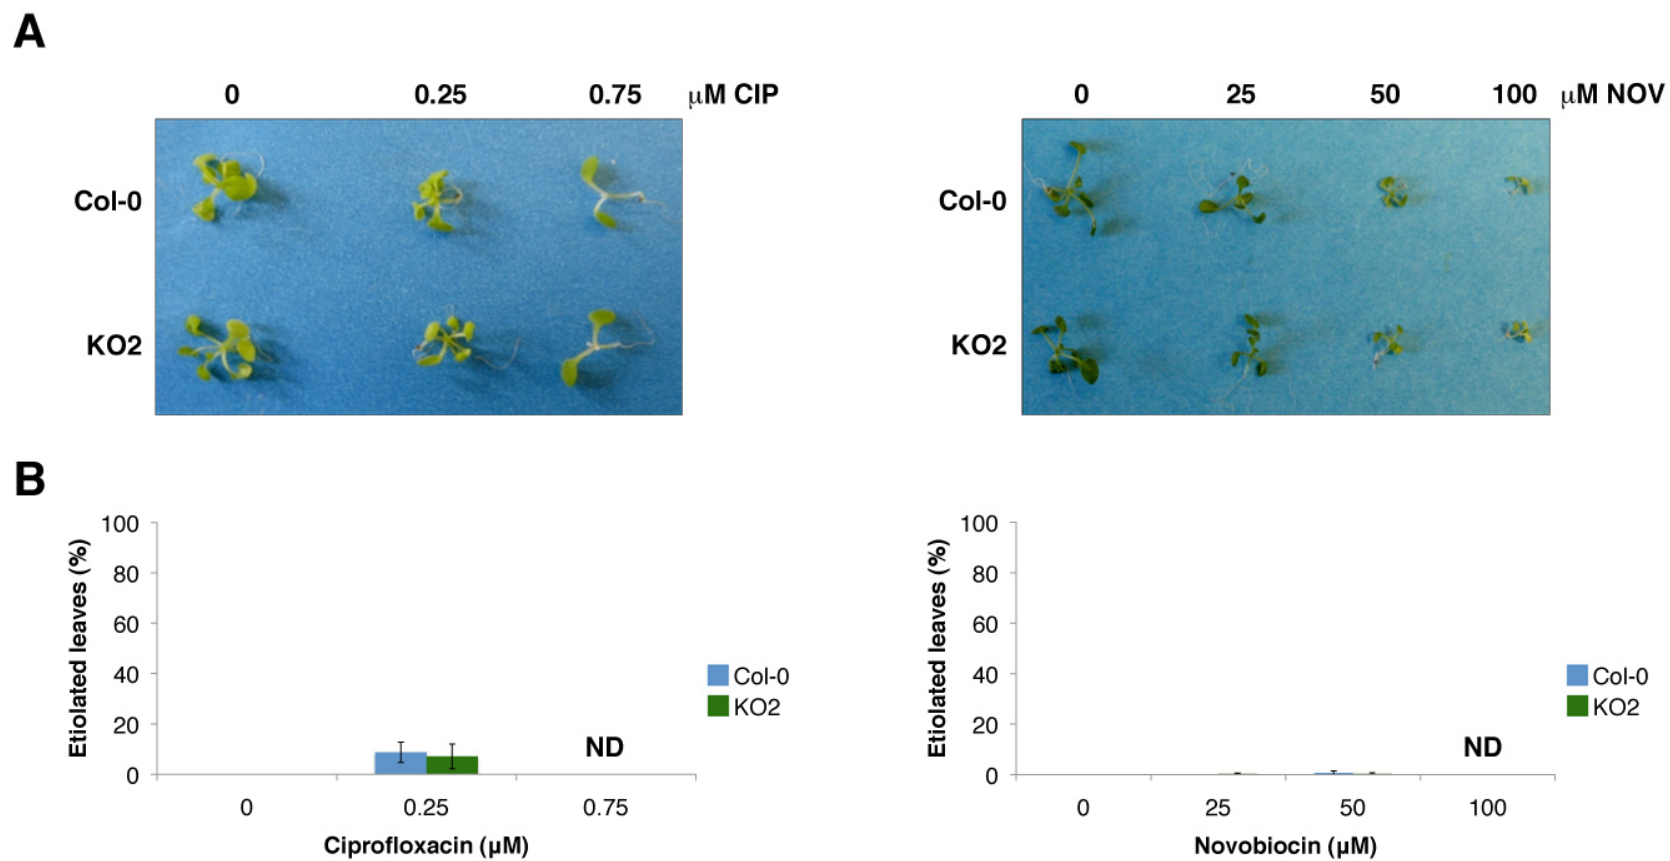 A
0 0.25 0.75 μM CIP
Col-0
KO2
0 25 50 100 μM NOV
Col-0
KO2
B
Etiolated leaves (%)
100
80
60
40
20
0
ND
0 0.25 0.75
Ciprofloxacin (μM)
Col-0
KO2
Etiolated leaves (%)
100
80
60
40
20
0
ND
0 25 50 100
Novobiocin (μM)
Col-0
KO2